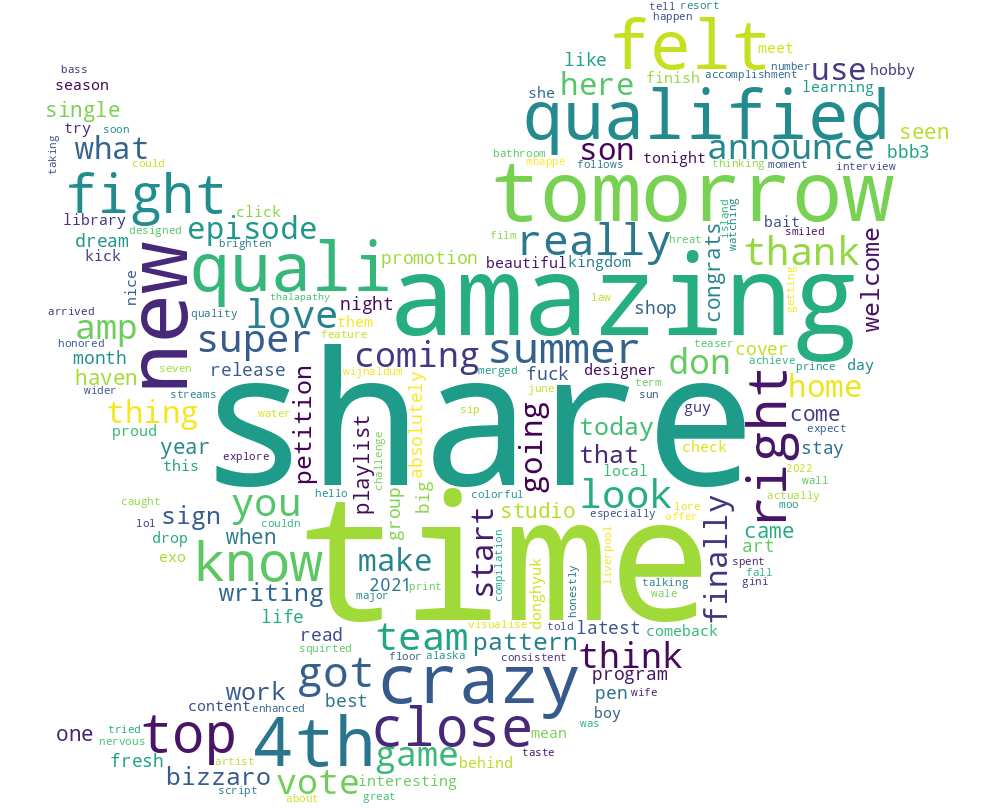 tell
resort
happen
felt
meet
bass
season
like
here
finish
number
accomplishment
use
hobby
learning
single
she
qualified
seen
try
soon
taking
what
could
son
announce
bbb3
bathroom
mbappe
follows
tonight
thinking
moment
interview
fight
tomorrow
library
designed
click
dream
episode
brighten
kick
film
really
hreat
congrats
island
watching
bait
smiled
thank
welcome
new
nice
quali
promotion
beautiful
kingdom
amazing
law
getting
thalapathy
night
arrived
quality
love
them
shop
amp
honored
super
feature
coming
summer
teaser
cover
achieve
prince
day
month
seven
release
wijnaldum
merged
fuck
designer
don
home
haven
wider
streams
share
june
term
sun
thing
petition
water
absolutely
sip
guy
right
come
expect
proud
playlist
going
today
check
stay
year
this
explore
challenge
that
local
2022
wall
hello
group
big
colorful
look
actually
caught
you
studio
especially
lore
offer
moo
sign
lol
drop
couldn
when
time
start
finally
came
art
exo
know
make
compilation
donghyuk
honestly
liverpool
spent
fall
gini
writing
2021
print
talking
wale
major
life
visualise
told
latest
comeback
read
team
pattern
squirted
floor
alaska
consistent
think
program
got
crazy
work
best
pen
wife
content
enhanced
boy
one
tried
nervous
top
4th
close
mean
was
game
taste
fresh
artist
behind
bizzaro
vote
interesting
script
about
great